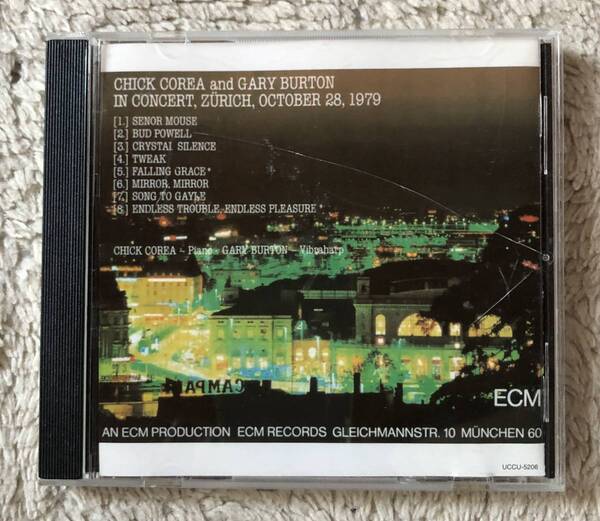 CHICK COREA and GARY BURTON
IN CONCERT, ZÜRICH, OCTOBER 28, 1979
[1.] SENOR MOUSE
[2.] BUD POWELL
[3.] CRYSTAL SILENCE
[4.] TWEAK
[5.] FALLING GRACE*
[6.] MIRROR, MIRROR
[7.] SONG TO GAYLE
[8.] ENDLESS TROUBLE, ENDLESS PLEASURE*
CHICK COREA - Piano GARY BURTON - Vibraharp
CAMPA
ECM
AN ECM PRODUCTION ECM RECORDS GLEICHMANNSTR. 10 MÜNCHEN 60
UCCU-5206